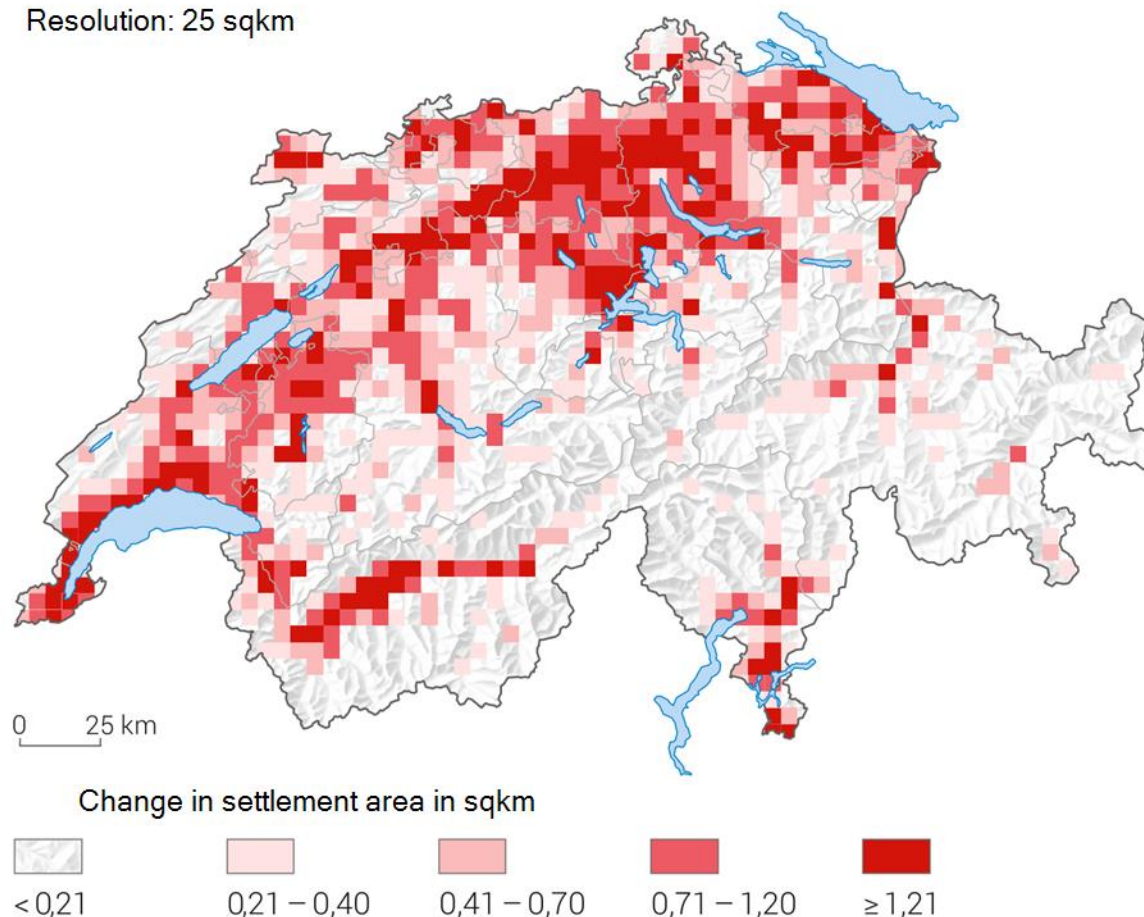 Resolution: 25 sqkm
0 25 km
Change in settlement area in sqkm
< 0,21 0,21 – 0,40 0,41 – 0,70 0,71 – 1,20 ≥ 1,21